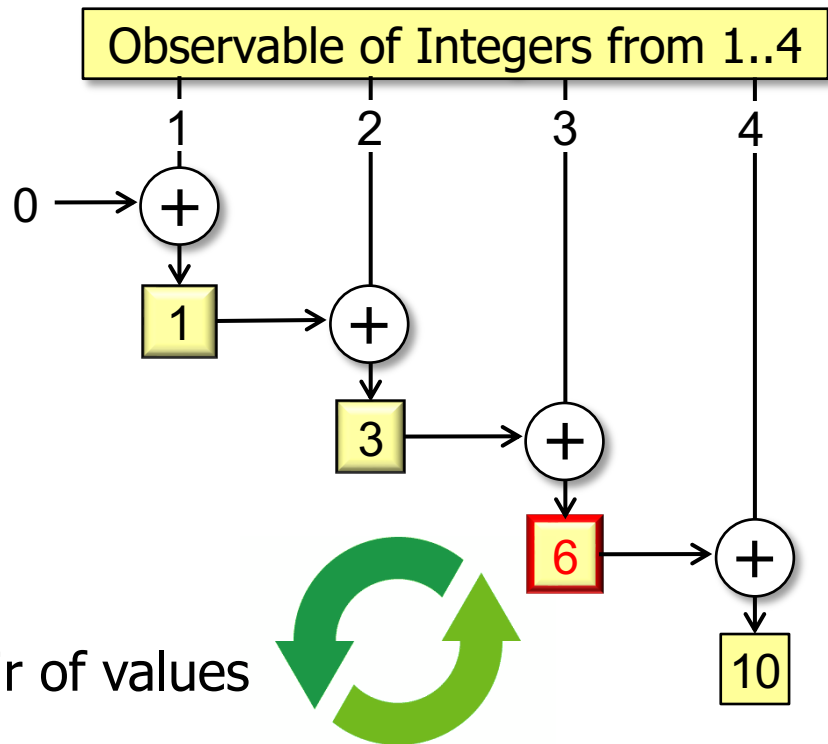 Observable of Integers from 1..4
1 2 3 4
0 +
1 +
3 +
6 +
r of values
10